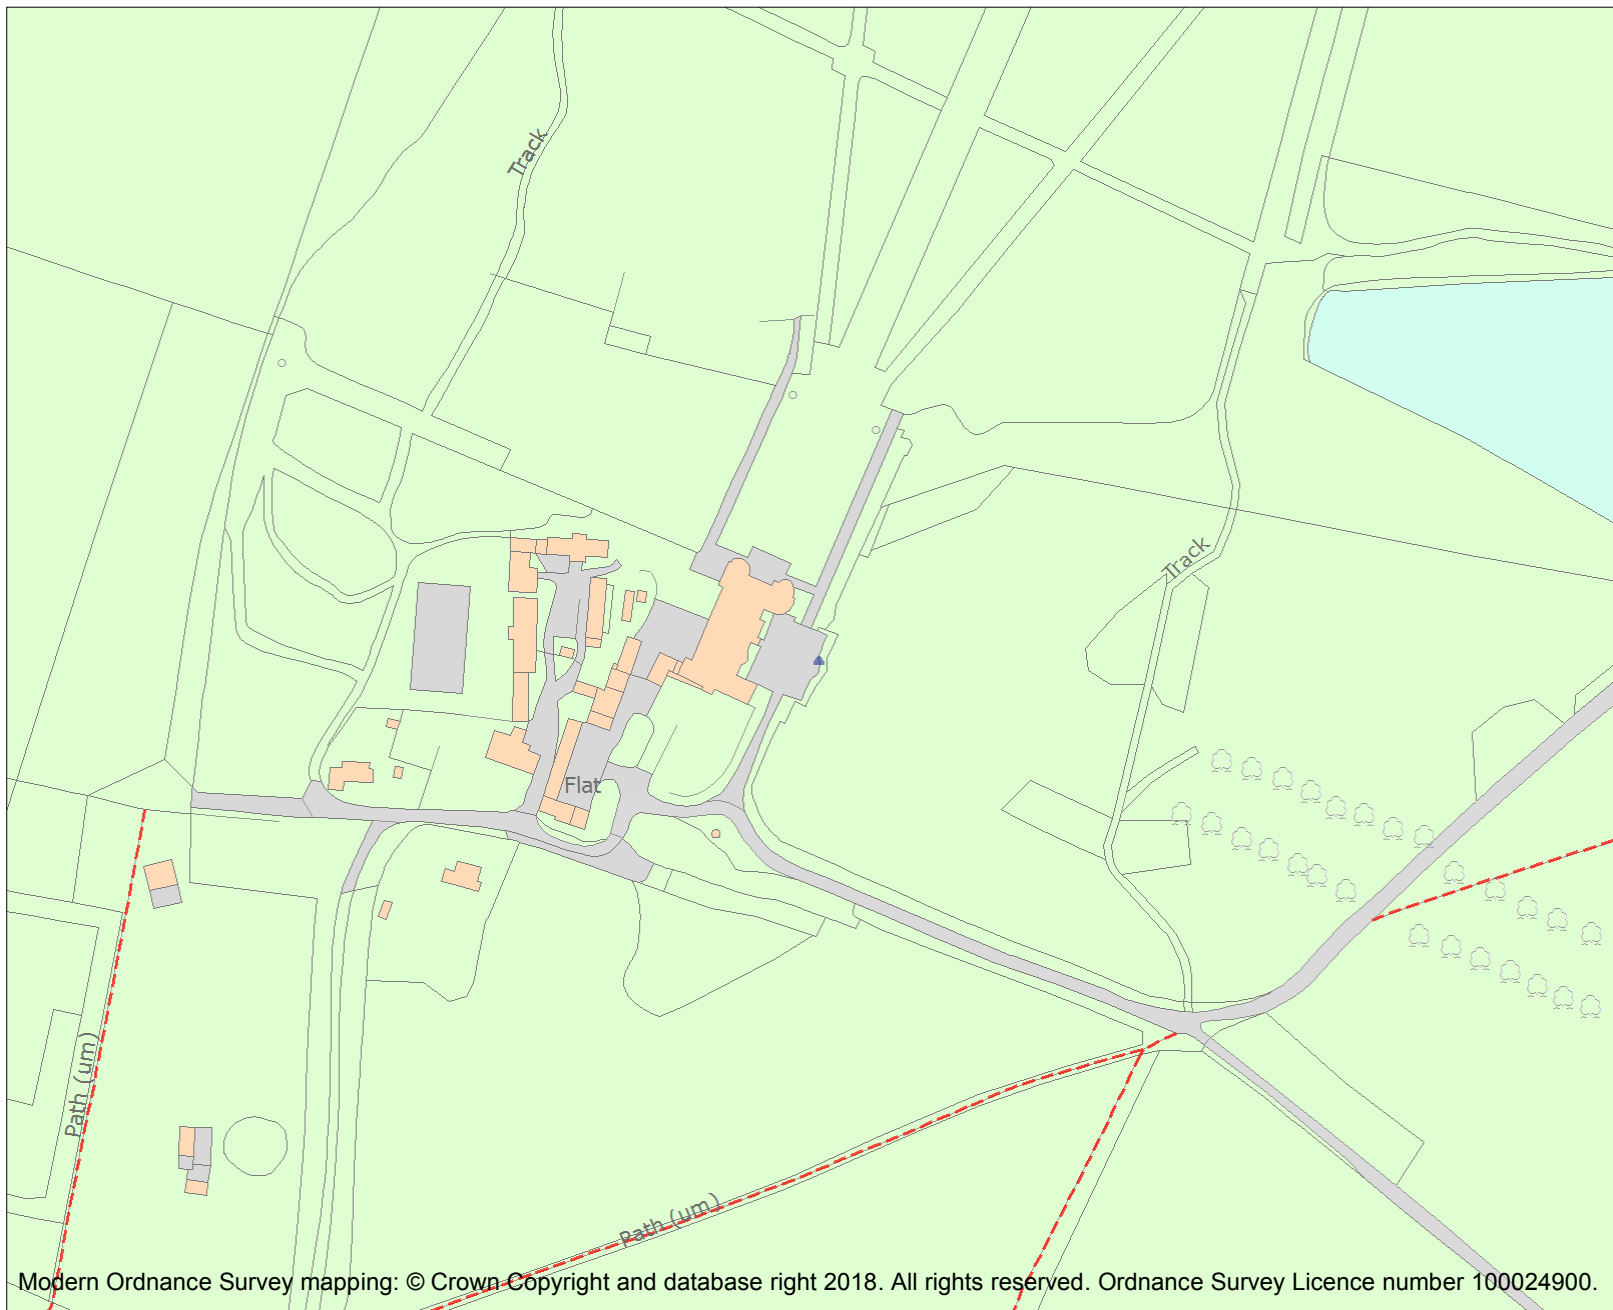 Track
Track
Flat
Path (um)
Path (um)
Modern Ordnance Survey mapping: © Crown Copyright and database right 2018. All rights reserved. Ordnance Survey Licence number 100024900.